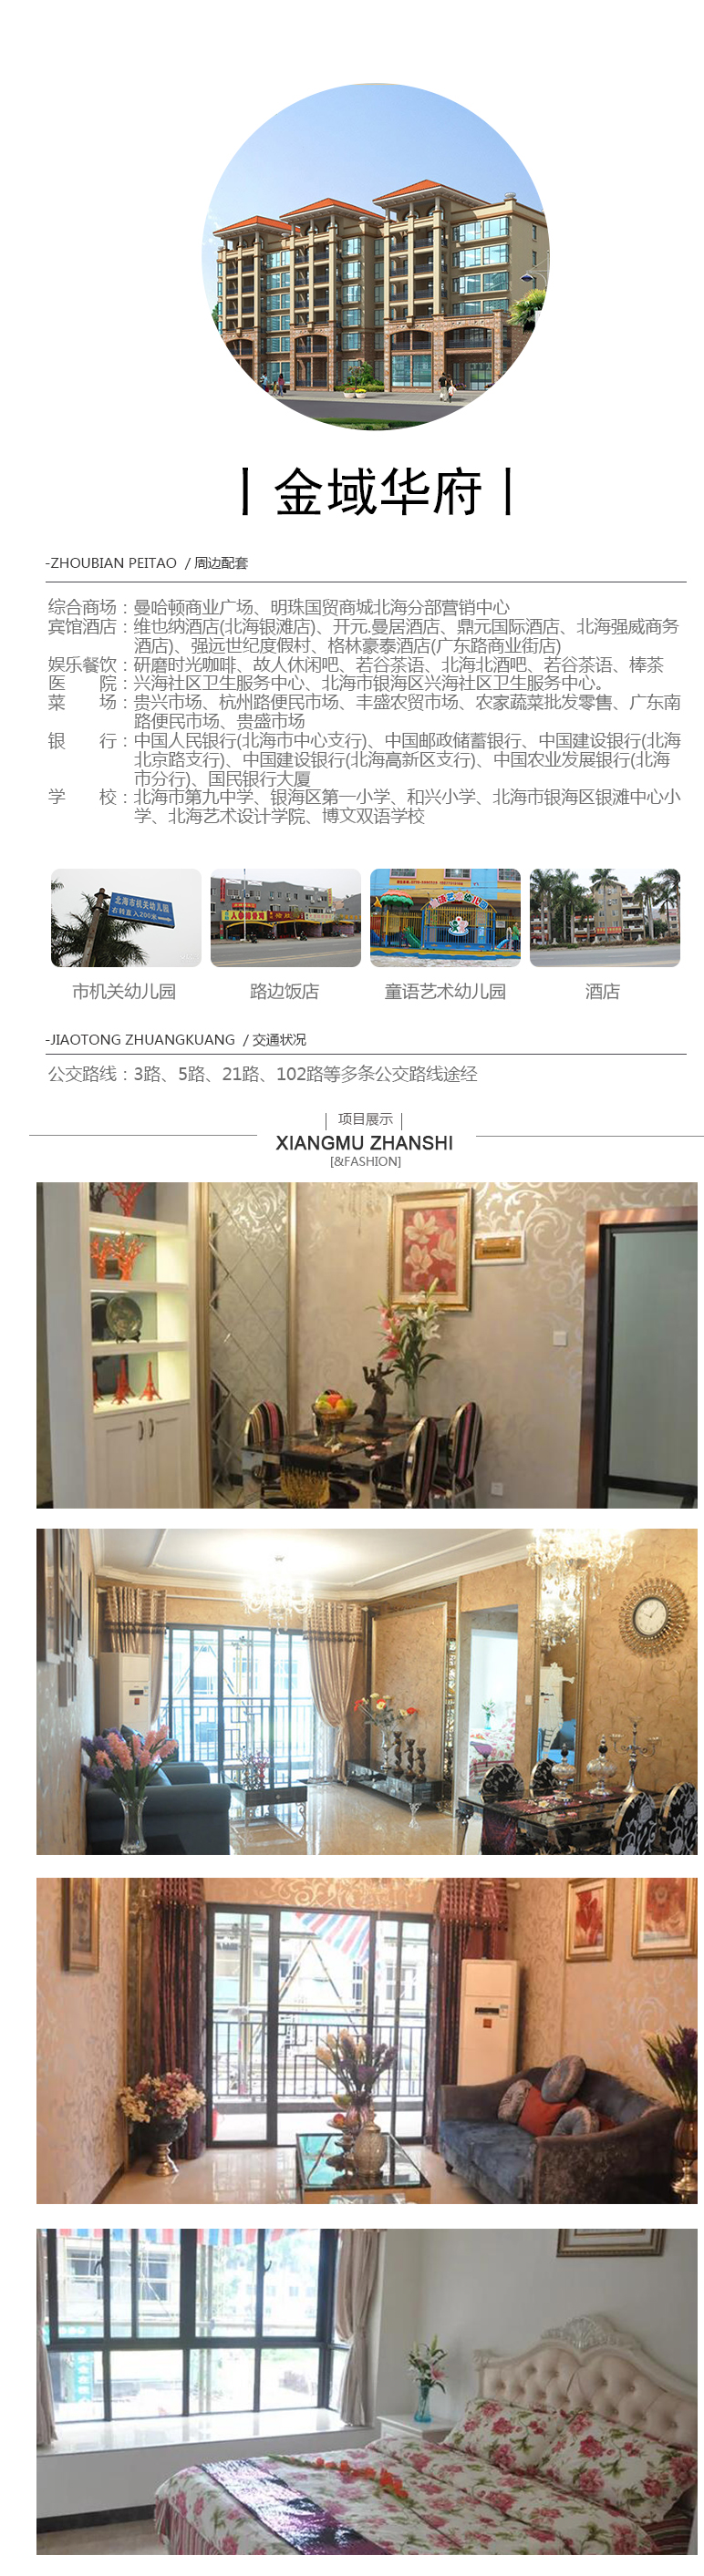 丨金域华府丨
-ZHOUBIAN PEITAO / 周边配套
综合商场：曼哈顿商业广场、明珠国贸商城北海分部营销中心
宾馆酒店：维也纳酒店(北海银滩店)、开元.曼居酒店、鼎元国际酒店、北海强威商务
酒店)、强远世纪度假村、格林豪泰酒店(广东路商业街店)
娱乐餐饮：研磨时光咖啡、故人休闲吧、若谷茶语、北海北酒吧、若谷茶语、棒茶
医　　院：兴海社区卫生服务中心、北海市银海区兴海社区卫生服务中心。
菜　　场：贵兴市场、杭州路便民市场、丰盛农贸市场、农家蔬菜批发零售、广东南
路便民市场、贵盛市场
银　　行：中国人民银行(北海市中心支行)、中国邮政储蓄银行、中国建设银行(北海
北京路支行)、中国建设银行(北海高新区支行)、中国农业发展银行(北海
市分行)、国民银行大厦
学　　校：北海市第九中学、银海区第一小学、和兴小学、北海市银海区银滩中心小
学、北海艺术设计学院、博文双语学校
北海市机关幼儿园
右转直入200米
市机关幼儿园
路边饭店
童语艺术幼儿园
酒店
-JIAOTONG ZHUANGKUANG / 交通状况
公交路线：3路、5路、21路、102路等多条公交路线途经
| 项目展示 |
XIANGMU ZHANSHI
[&FASHION]